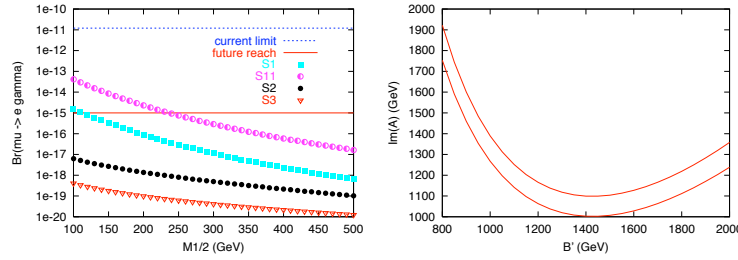 1e-10
1e-11
1e-12
1e-13
1e-14
1e-15
1e-16
1e-17
1e-18
1e-19
1e-20
Br(mu -> e gamma)
current limit
future reach
S1
S11
S2
S3
100 150 200 250 300 350 400 450 500
M1/2 (GeV)
2000
1900
1800
1700
1600
1500
1400
1300
1200
1100
1000
Im(A) (GeV)
800 1000 1200 1400 1600 1800 2000
B' (GeV)